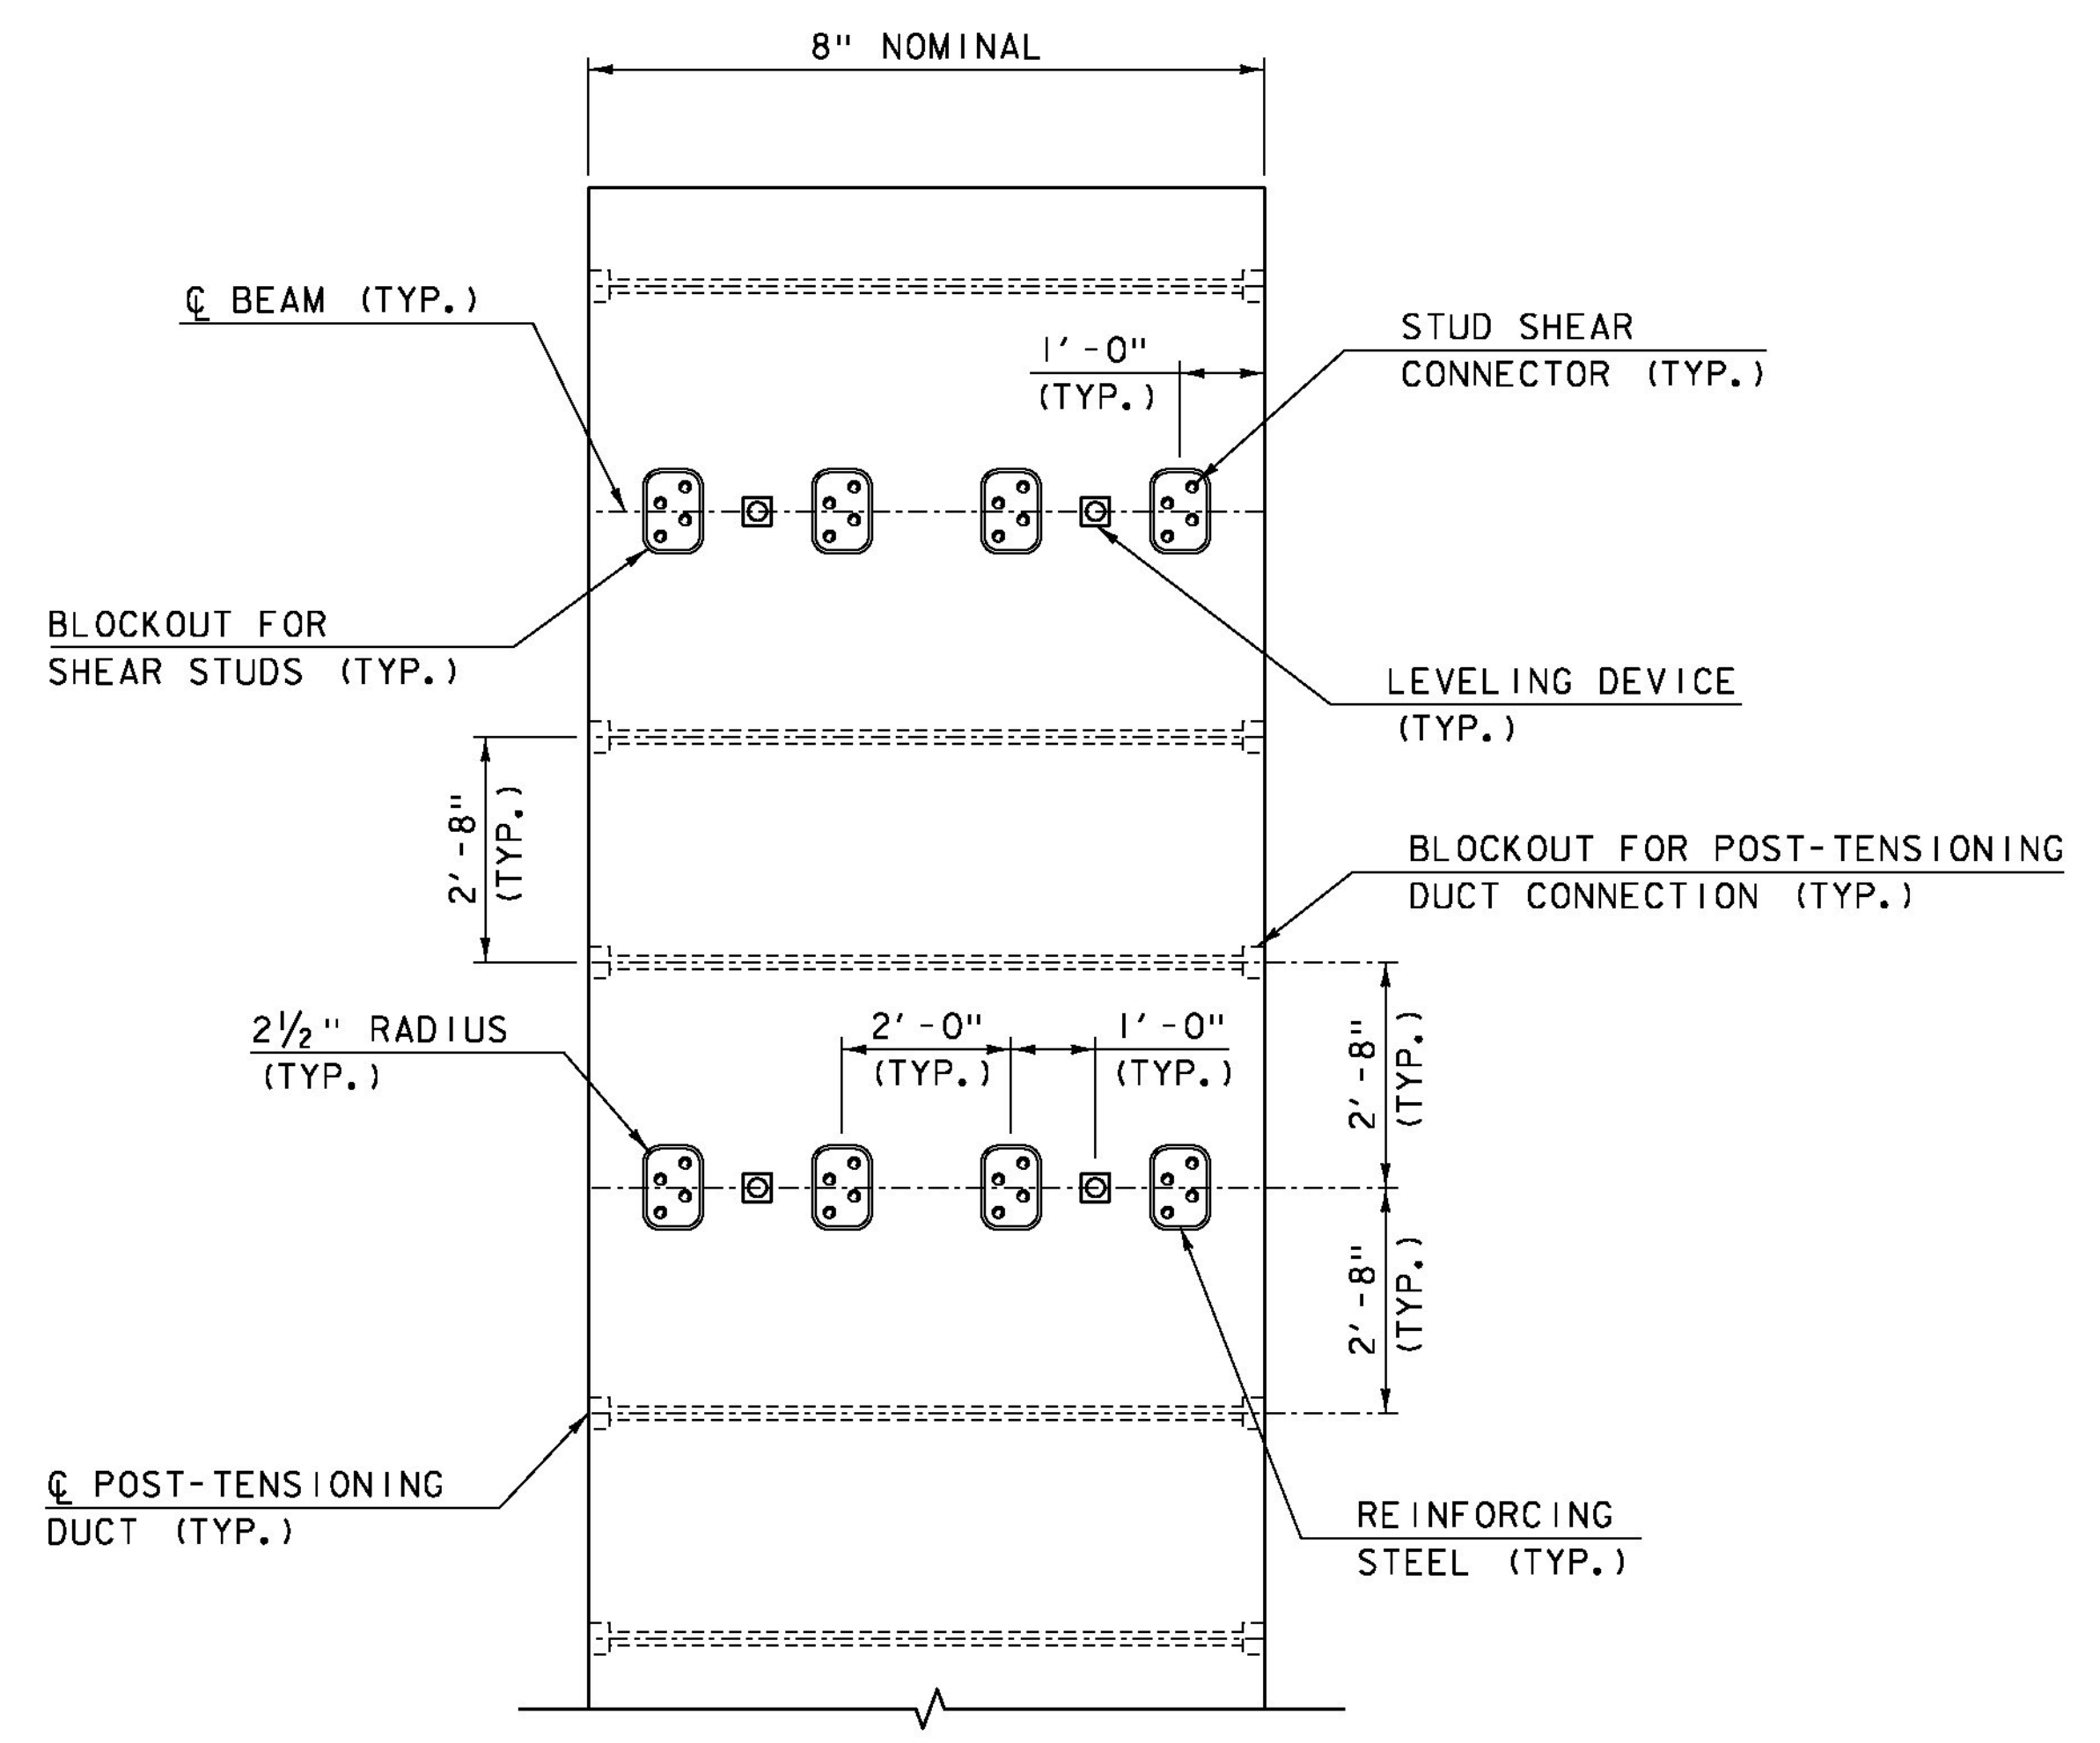 8" NOMINAL
℄ BEAM (TYP.)
STUD SHEAR
CONNECTOR (TYP.)
1'-0"
(TYP.)
BLOCKOUT FOR
SHEAR STUDS (TYP.)
LEVELING DEVICE
(TYP.)
2'-8"
(TYP.)
BLOCKOUT FOR POST-TENSIONING
DUCT CONNECTION (TYP.)
2½" RADIUS
(TYP.)
2'-0"
(TYP.)
1'-0"
(TYP.)
2'-8"
(TYP.)
2'-8"
(TYP.)
℄ POST-TENSIONING
DUCT (TYP.)
REINFORCING
STEEL (TYP.)